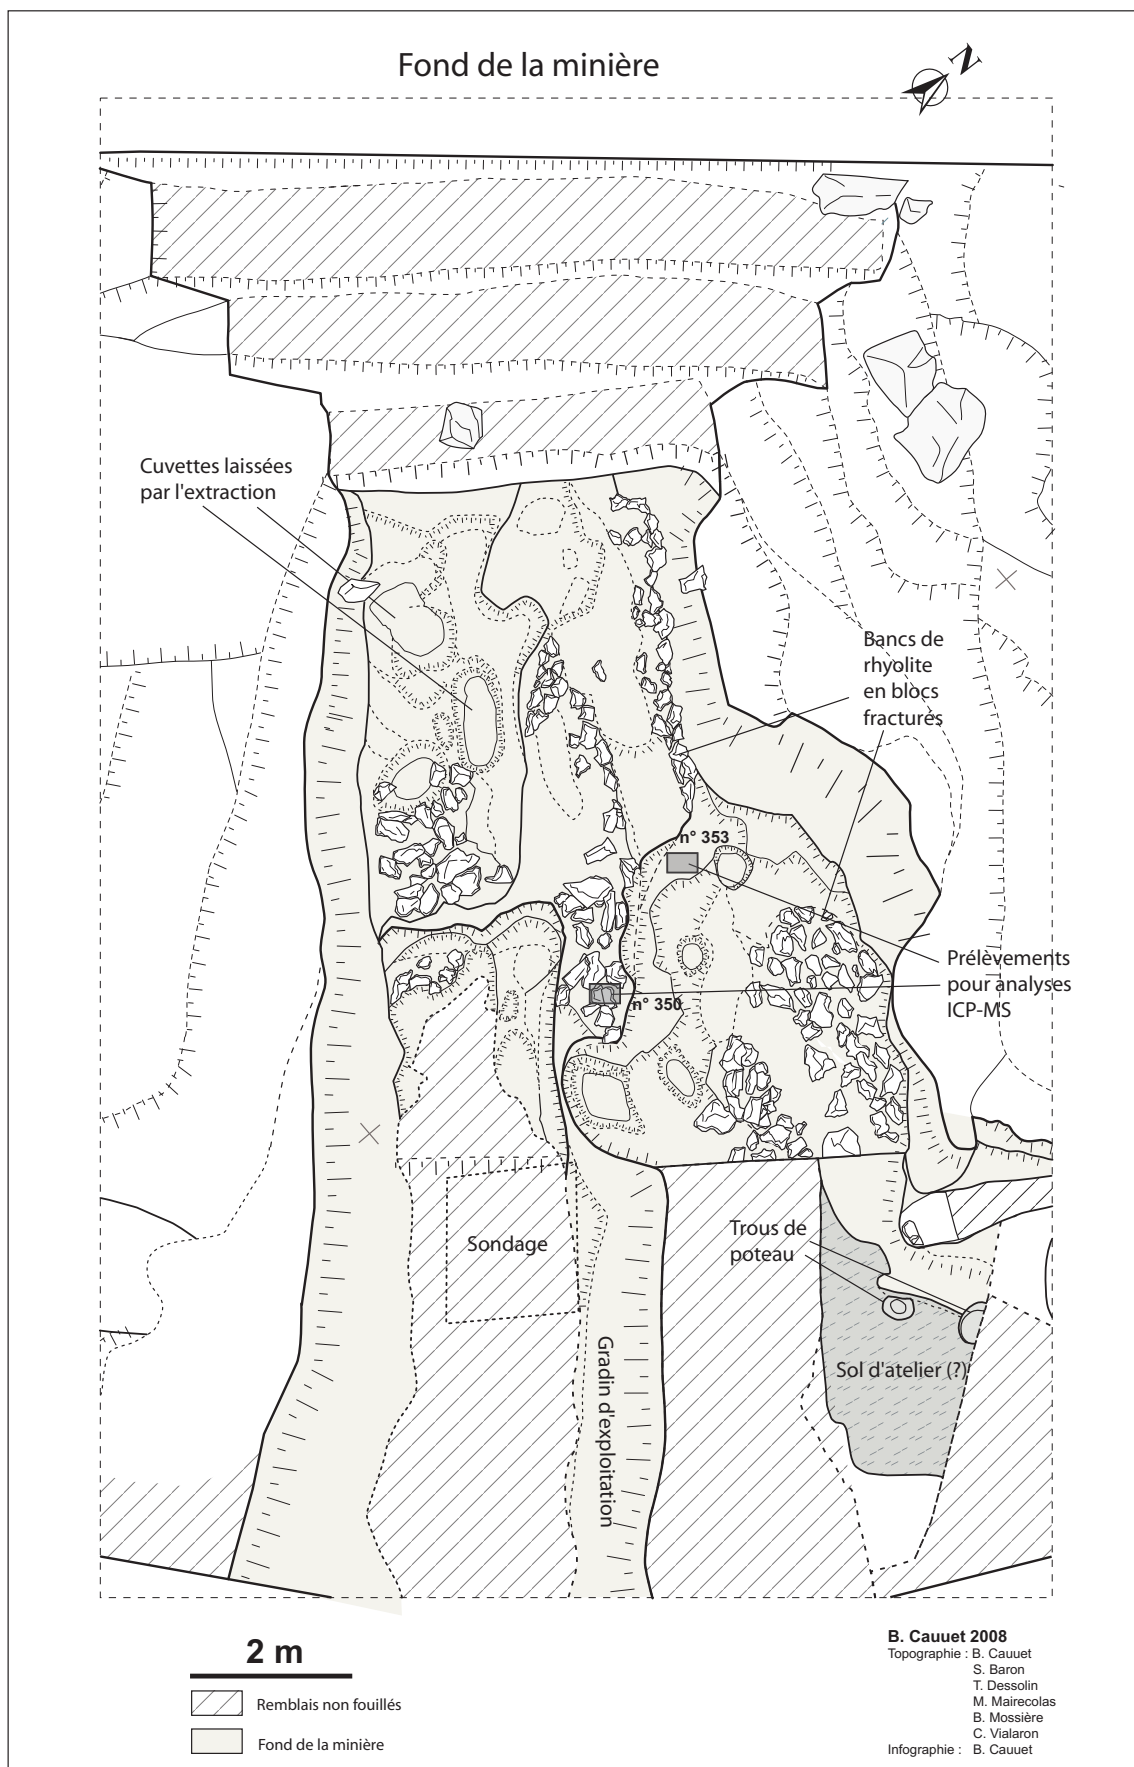 Fond de la minière
N
Cuvettes laissées
par l'extraction
Bancs de
rhyolite
en blocs
fracturés
n° 353
Prélèvements
pour analyses
ICP-MS
n° 350
Trous de
poteau
Sondage
Gradin d'exploitation
Sol d'atelier (?)
2 m
Remblais non fouillés
Fond de la minière
B. Cauuet 2008
Topographie : B. Cauuet
S. Baron
T. Dessolin
M. Mairecolas
B. Mossière
C. Vialaron
Infographie : B. Cauuet